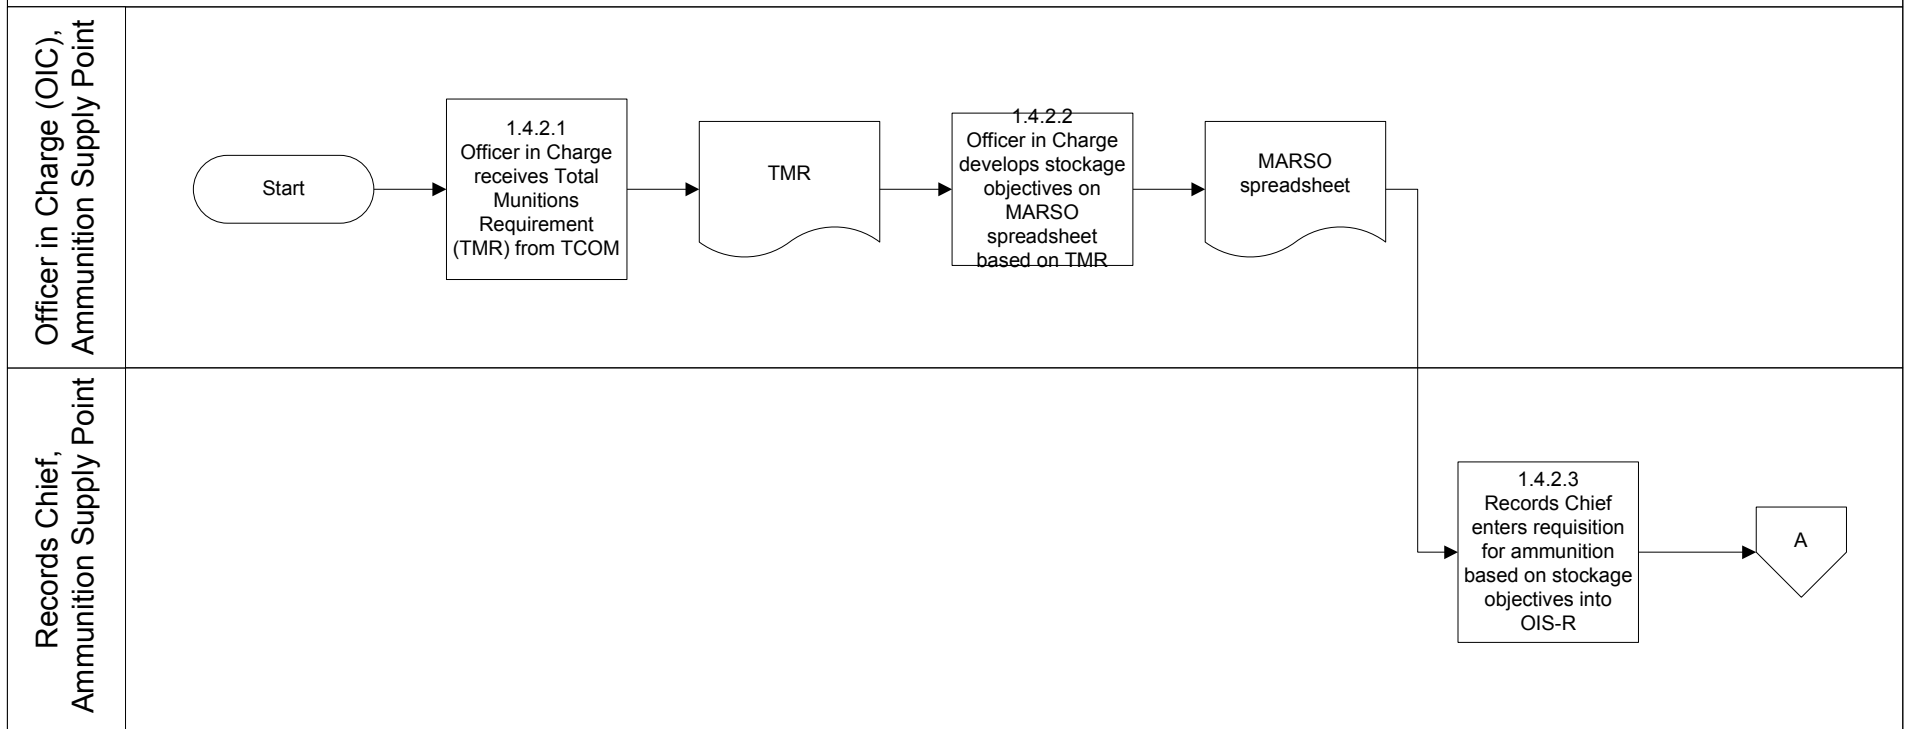 Officer in Charge (OIC),
Ammunition Supply Point
Start
1.4.2.1
Officer in Charge
receives Total
Munitions
Requirement
(TMR) from TCOM
TMR
1.4.2.2
Officer in Charge
develops stockage
objectives on
MARSO
spreadsheet
based on TMR
MARSO
spreadsheet
Records Chief,
Ammunition Supply Point
1.4.2.3
Records Chief
enters requisition
for ammunition
based on stockage
objectives into
OIS-R
A